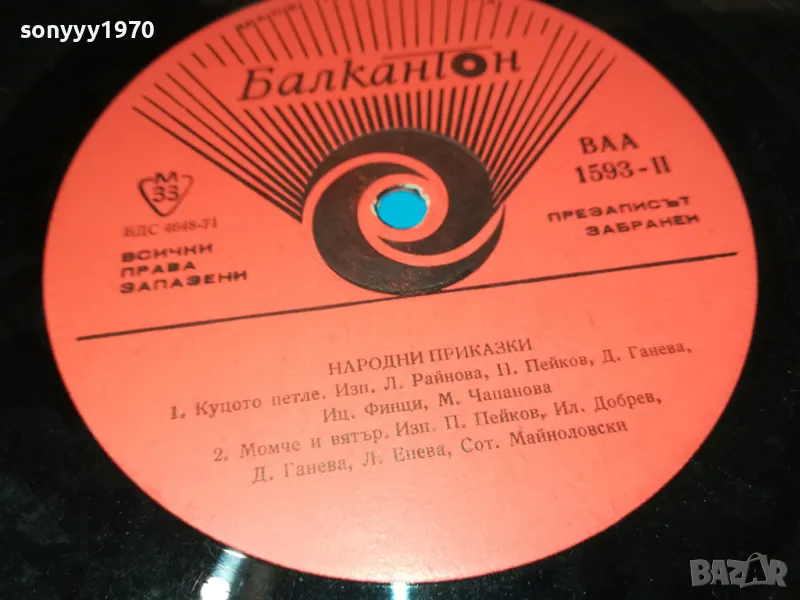 sonyyy1970
Балкантон
М
33
БДС 4648-71
ВСИЧНИ
ПРАВА
ЗАПАЗЕНИ
ВАА
1593-II
ПРЕЗАПИСЪТ
ЗАБРАНЕН
НАРОДНИ ПРИКАЗКИ
1. Куцото петле. Изп. Л. Райнова, П. Пейков, Д. Ганева,
Иц. Финци, М. Чапанова
2. Момче и вятър. Изп. П. Пейков, Ил. Добрев,
Д. Ганева, Л. Енева, Сот. Майноловски
BAZAR